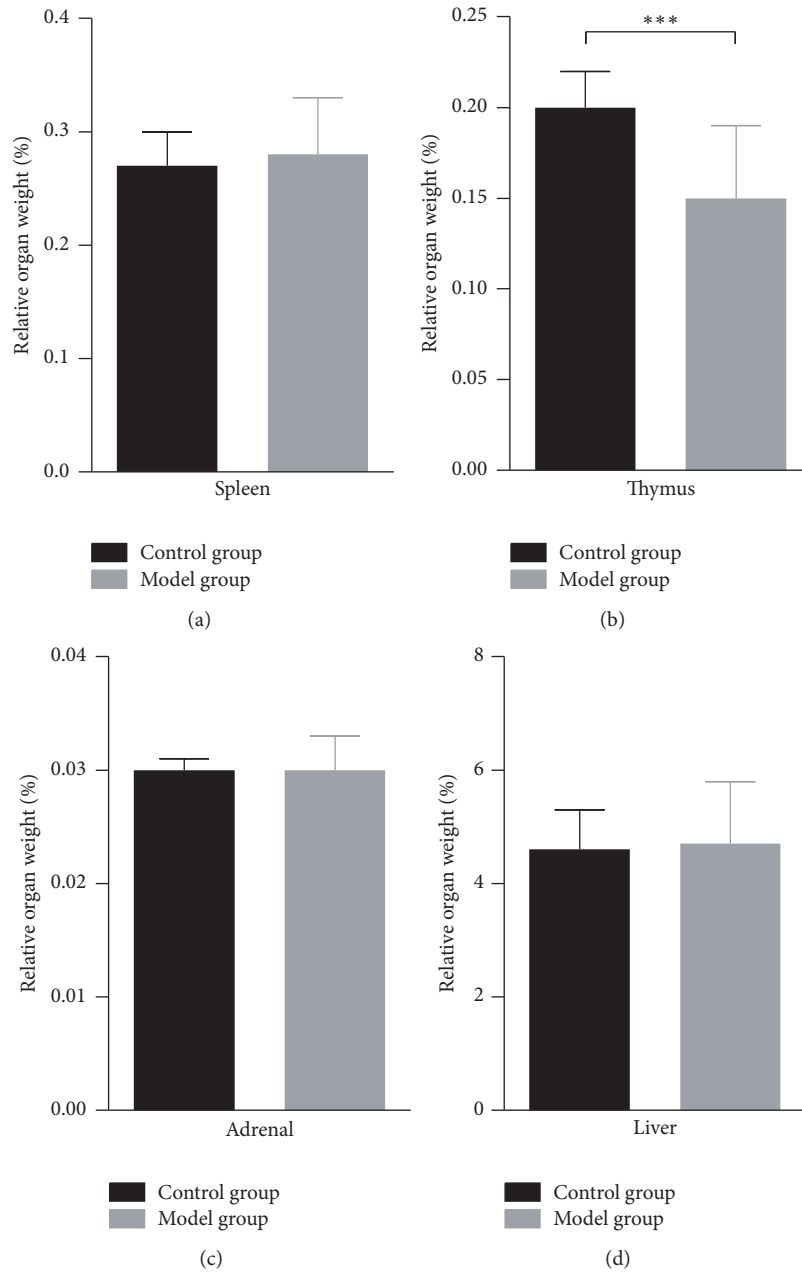 0.4
0.3
0.2
0.1
0.0
Relative organ weight (%)
Spleen
Control group
Model group
(a)
0.25
0.20
0.15
0.10
0.05
0.00
Relative organ weight (%)
***
Thymus
Control group
Model group
(b)
0.04
0.03
0.02
0.01
0.00
Relative organ weight (%)
Adrenal
Control group
Model group
(c)
8
6
4
2
0
Relative organ weight (%)
Liver
Control group
Model group
(d)